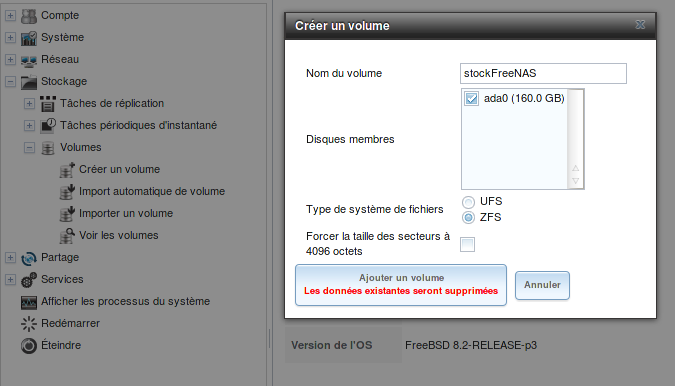 Compte
Système
Réseau
Stockage
Tâches de réplication
Tâches périodiques d'instantané
Volumes
Créer un volume
Import automatique de volume
Importer un volume
Voir les volumes
Partage
Services
Afficher les processus du système
Redémarrer
Éteindre
Créer un volume
Nom du volume
stockFreeNAS
Disques membres
ada0 (160.0 GB)
Type de système de fichiers
UFS
ZFS
Forcer la taille des secteurs à
4096 octets
Ajouter un volume
Les données existantes seront supprimées
Annuler
Version de l'OS
FreeBSD 8.2-RELEASE-p3